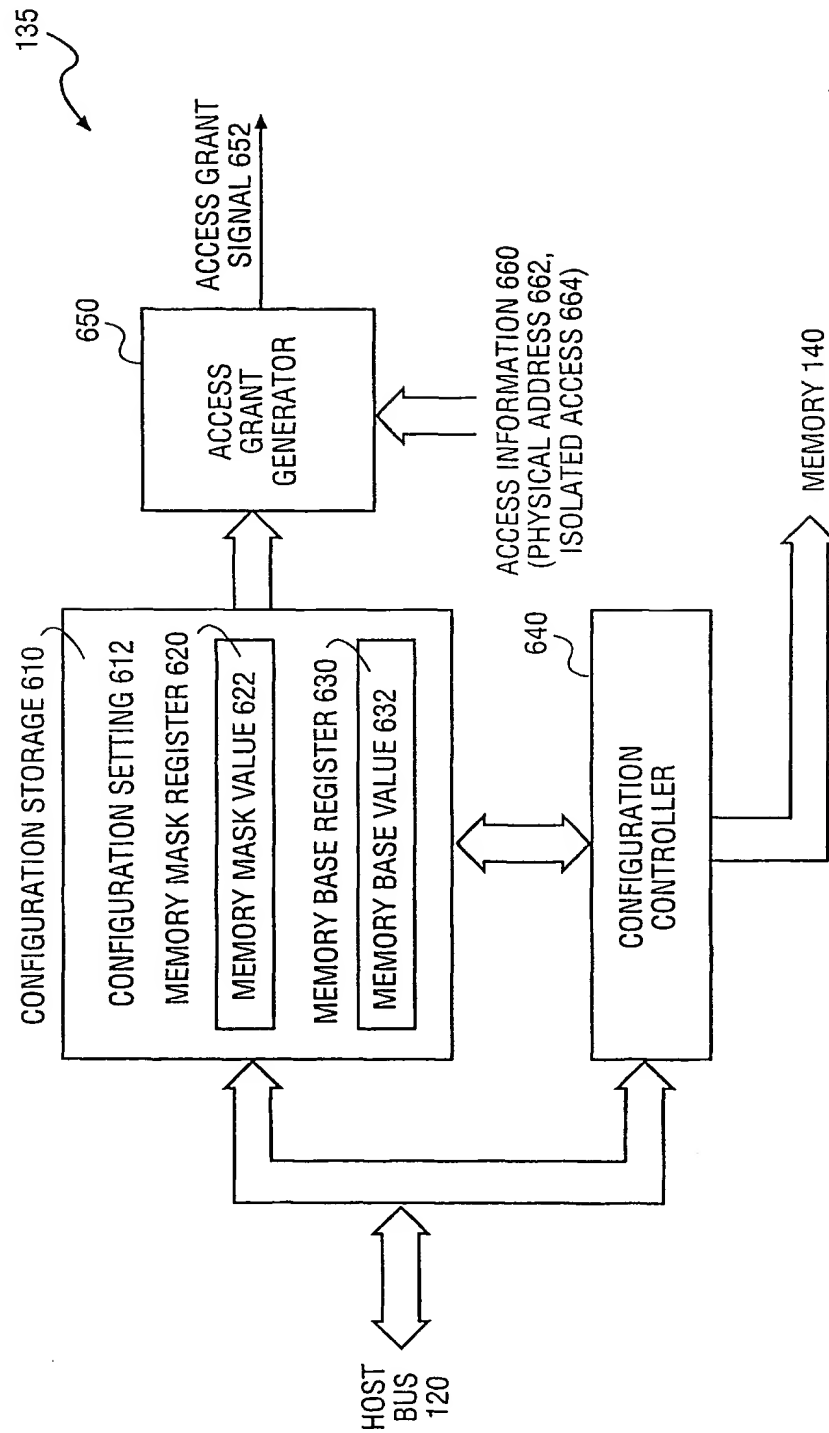 135
CONFIGURATION STORAGE 610
CONFIGURATION SETTING 612
MEMORY MASK REGISTER 620
MEMORY MASK VALUE 622
MEMORY BASE REGISTER 630
MEMORY BASE VALUE 632
650
ACCESS
GRANT
GENERATOR
ACCESS GRANT
SIGNAL 652
ACCESS INFORMATION 660
(PHYSICAL ADDRESS 662,
ISOLATED ACCESS 664)
HOST
BUS
120
640
CONFIGURATION
CONTROLLER
MEMORY 140